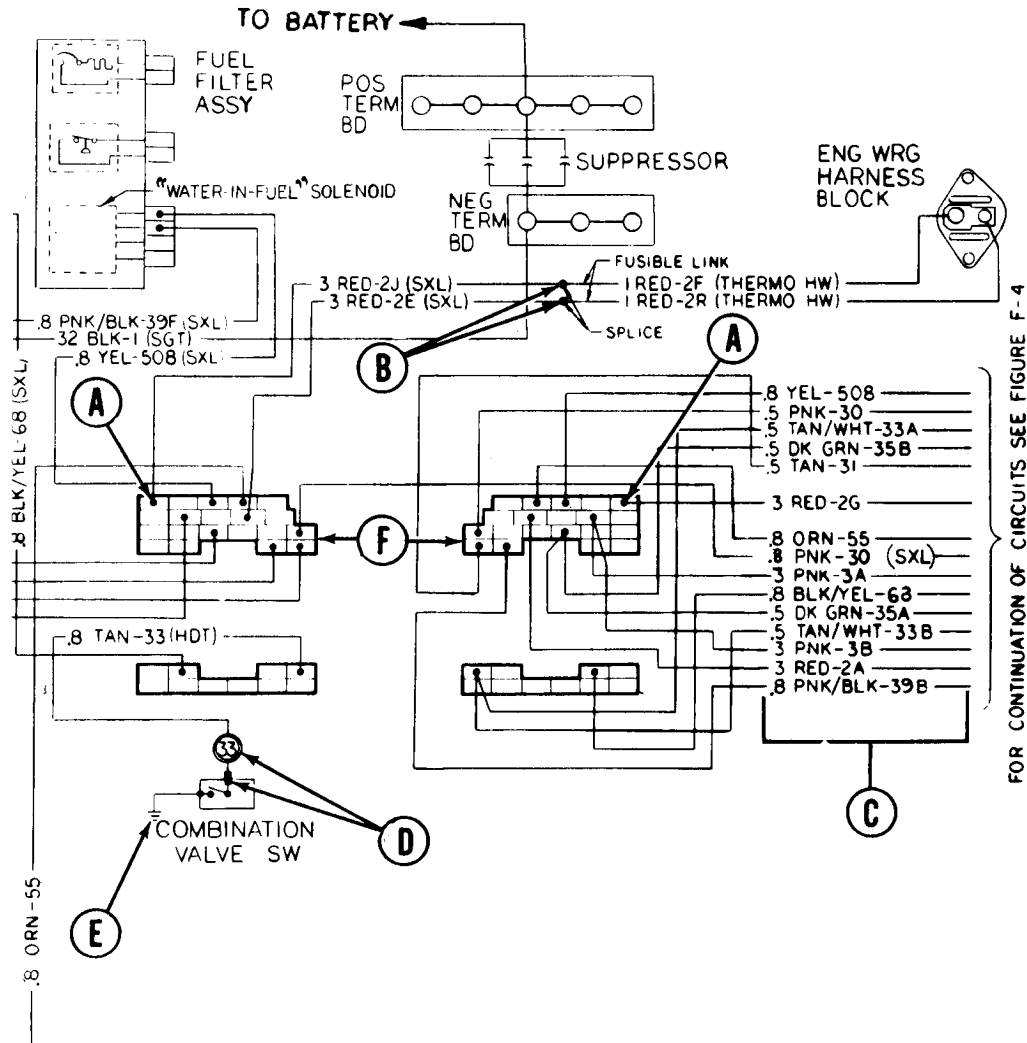 TO BATTERY
FUEL
FILTER
ASSY
POS
TERM
BD
SUPPRESSOR
ENG WRG
HARNESS
BLOCK
"WATER-IN-FUEL" SOLENOID
NEG
TERM
BD
FUSIBLE LINK
3 RED-2J (SXL)
1 RED-2F (THERMO HW)
3 RED-2E (SXL)
1 RED-2R (THERMO HW)
SPLICE
.8 PNK/BLK-39F (SXL)
32 BLK-1 (SGT)
.8 YEL-508 (SXL)
B
A
A
.8 BLK/YEL-68 (SXL)
.8 YEL-508
.5 PNK-30
.5 TAN/WHT-33A
.5 DK GRN-35B
.5 TAN-31
3 RED-2G
F
.8 ORN-55
.8 PNK-30 (SXL)
3 PNK-3A
.8 BLK/YEL-68
.5 DK GRN-35A
.5 TAN/WHT-33B
3 PNK-3B
3 RED-2A
.8 PNK/BLK-39B
FOR CONTINUATION OF CIRCUITS SEE FIGURE F-4
.8 TAN-33 (HDT)
33
COMBINATION
VALVE SW
D
C
E
.8 ORN-55